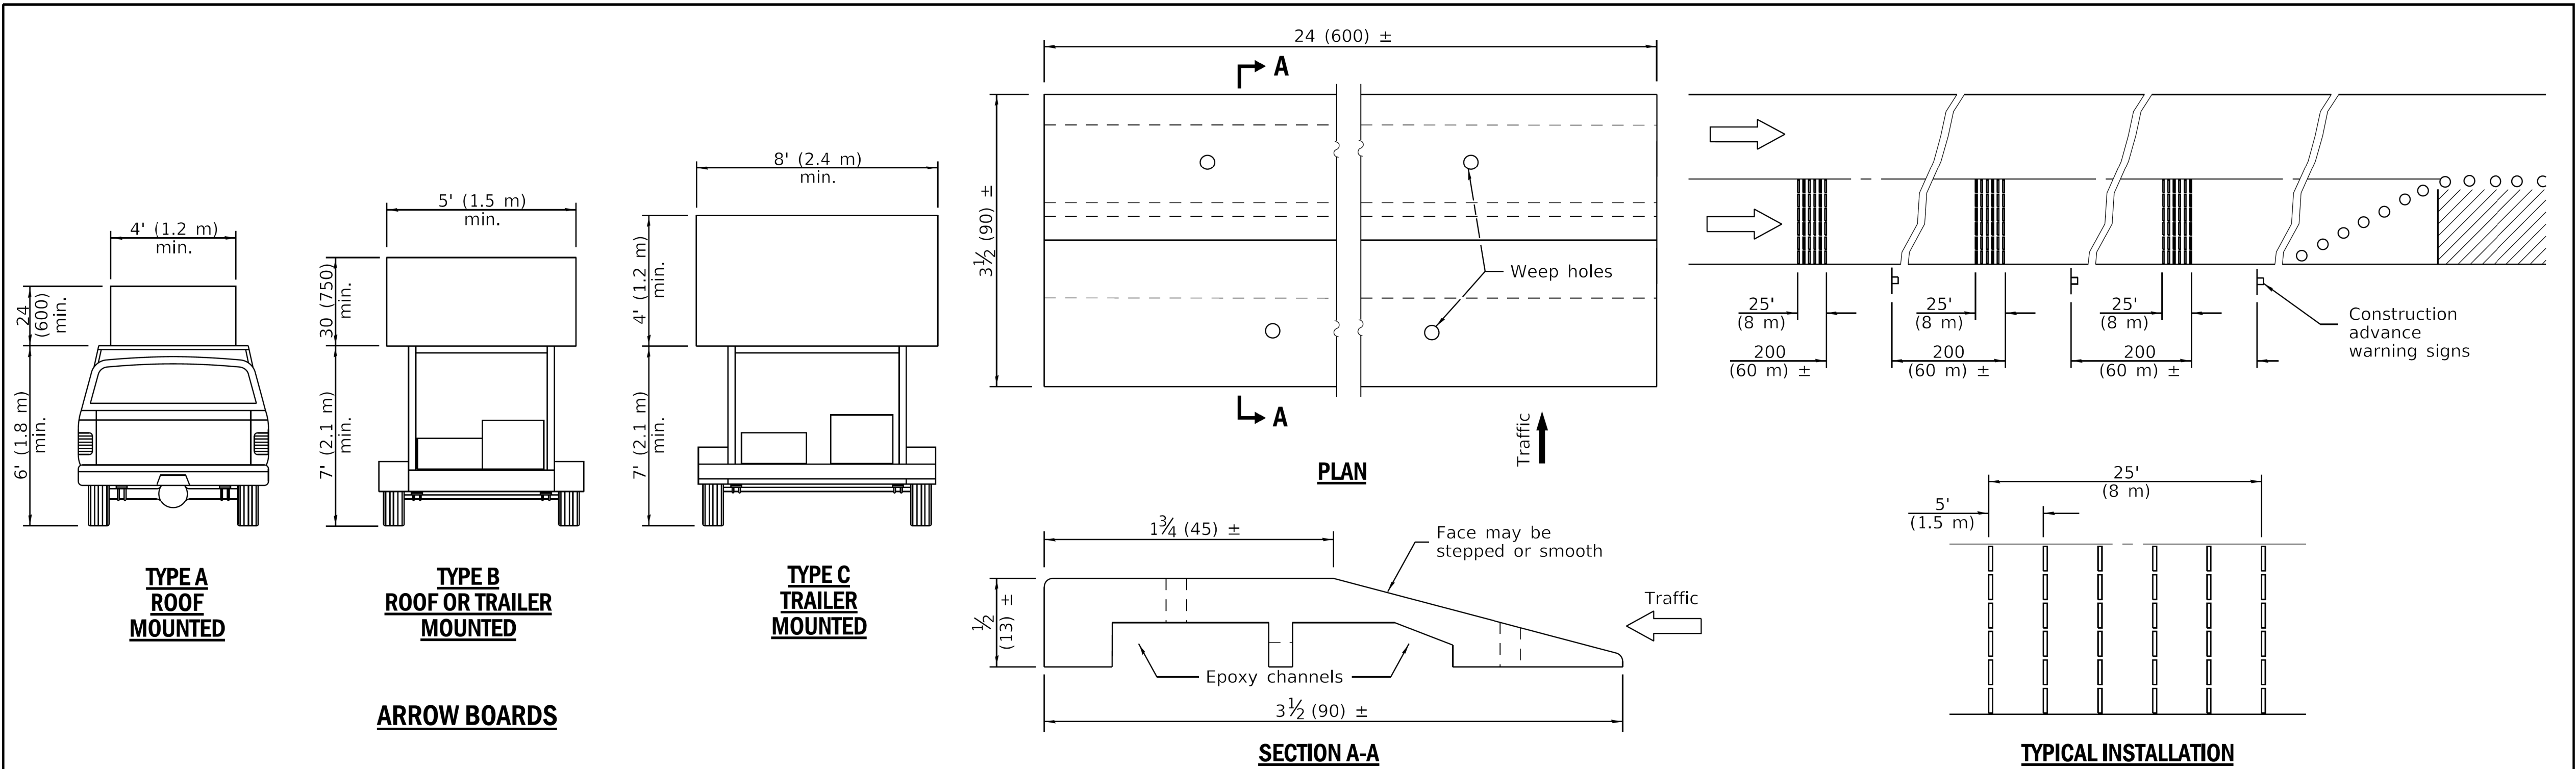 4' (1.2 m)
min.
24
(600)
min.
6' (1.8 m)
min.
TYPE A
ROOF
MOUNTED
5' (1.5 m)
min.
30 (750)
min.
7' (2.1 m)
min.
TYPE B
ROOF OR TRAILER
MOUNTED
8' (2.4 m)
min.
4' (1.2 m)
min.
7' (2.1 m)
min.
TYPE C
TRAILER
MOUNTED
ARROW BOARDS
24 (600) ±
A
3½ (90) ±
Weep holes
A
Traffic
PLAN
1¾ (45) ±
Face may be
stepped or smooth
½
(13) ±
Traffic
Epoxy channels
3½ (90) ±
SECTION A-A
25'
(8 m)
25'
(8 m)
25'
(8 m)
200
(60 m) ±
200
(60 m) ±
200
(60 m) ±
Construction
advance
warning signs
25'
(8 m)
5'
(1.5 m)
TYPICAL INSTALLATION